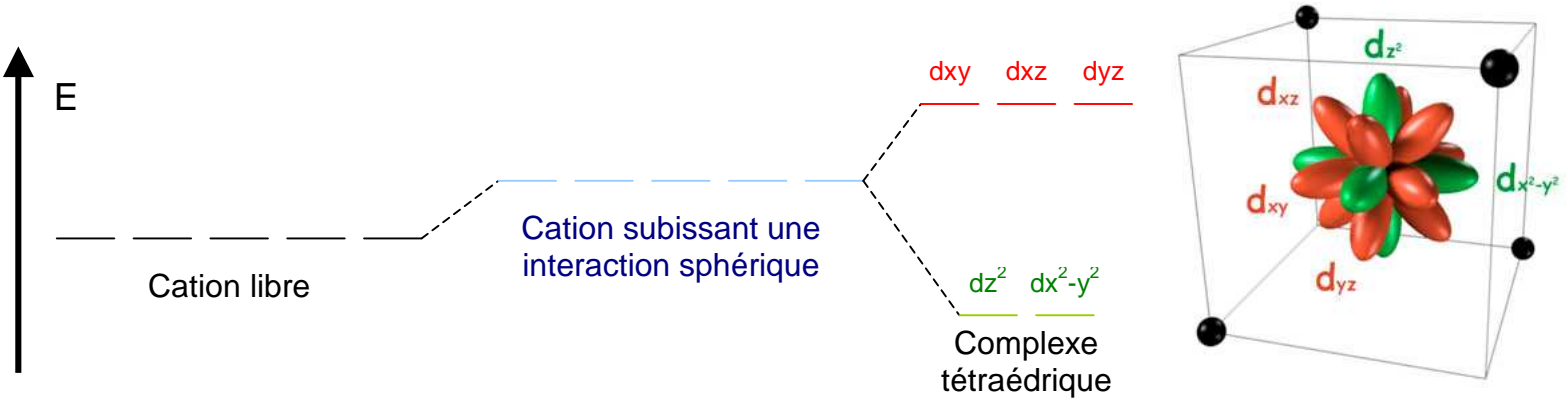 E
Cation libre
Cation subissant une
interaction sphérique
dxy dxz dyz
dz² dx²-y²
Complexe
tétraédrique
dz²
dxz
dx²-y²
dxy
dyz